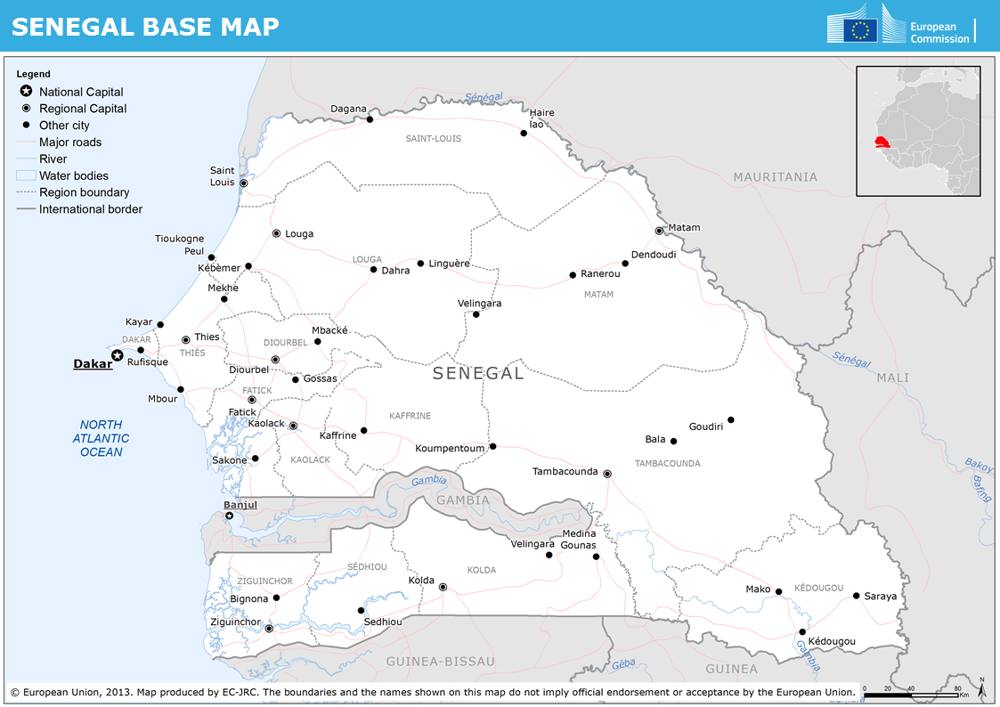 SENEGAL BASE MAP
European
Commission
Legend
National Capital
Regional Capital
Other city
Major roads
River
Water bodies
Region boundary
International border
Dagana
Sénégal
Haire
lao
SAINT-LOUIS
Saint
Louis
MAURITANIA
Louga
Matam
Tioukogne
Peul
Kébèmer
LOUGA
Dahra
Linguère
Dendoudi
Ranerou
MATAM
Mekhe
Velingara
Kayar
Mbacké
Thies
DAKAR
THIÈS
DIOURBEL
Dakar
Rufisque
Diourbel
Gossas
SENEGAL
Sénégal
MALI
Mbour
FATICK
Fatick
Kaolack
KAFFRINE
Kaffrine
Koumpentoum
Goudiri
Bala
NORTH
ATLANTIC
OCEAN
Sakone
KAOLACK
Tambacounda
TAMBACOUNDA
Bakoy
Bafing
Gambia
GAMBIA
Banjul
Velingara
Medina
Gounas
SÉDHIOU
KOLDA
ZIGUINCHOR
Kolda
Bignona
Ziguinchor
Sedhiou
Mako
KÉDOUGOU
Saraya
Kédougou
Gambia
GUINEA-BISSAU
Gêba
GUINEA
© European Union, 2013. Map produced by EC-JRC. The boundaries and the names shown on this map do not imply official endorsement or acceptance by the European Union.
0 20 40 80
Km
N